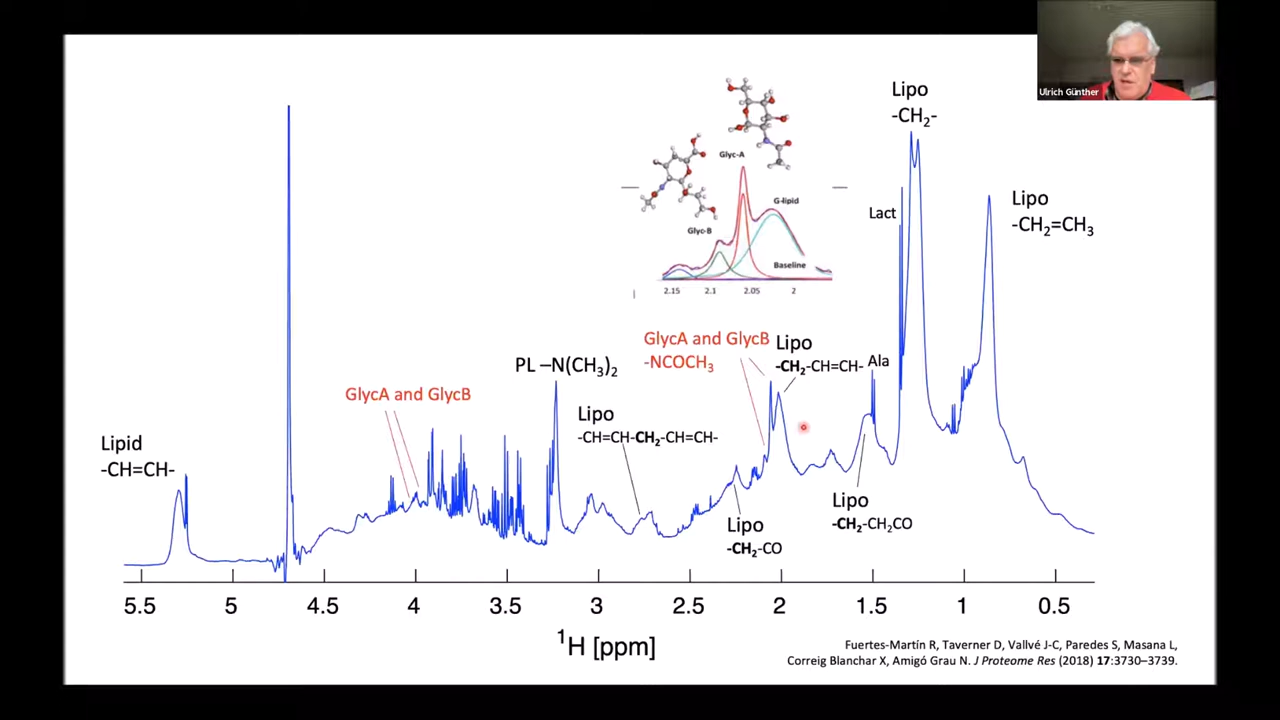 Ulrich Günther
Lipo
-CH₂-
Lact
Lipo
-CH₂=CH₃
Glyc-A
Glyc-B
G-lipid
Baseline
2.15 2.1 2.05 2
GlycA and GlycB
-NCOCH₃
Lipo
-CH₂-CH=CH-
Ala
PL –N(CH₃)₂
GlycA and GlycB
Lipo
-CH=CH-CH₂-CH=CH-
Lipid
-CH=CH-
Lipo
-CH₂-CO
Lipo
-CH₂-CH₂CO
5.5 5 4.5 4 3.5 3 2.5 2 1.5 1 0.5
¹H [ppm]
Fuertes-Martín R, Taverner D, Vallvé J-C, Paredes S, Masana L,
Correig Blanchar X, Amigó Grau N. J Proteome Res (2018) 17:3730–3739.